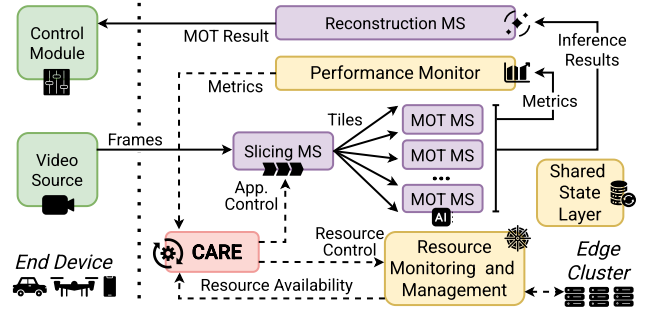 Control
Module
Reconstruction MS
MOT Result
Inference
Results
Performance Monitor
Metrics
Metrics
Frames
Tiles
MOT MS
MOT MS
...
MOT MS
AI
Slicing MS
Video
Source
App.
Control
Shared
State
Layer
CARE
Resource
Control
Resource
Monitoring and
Management
Resource Availability
End Device
Edge
Cluster